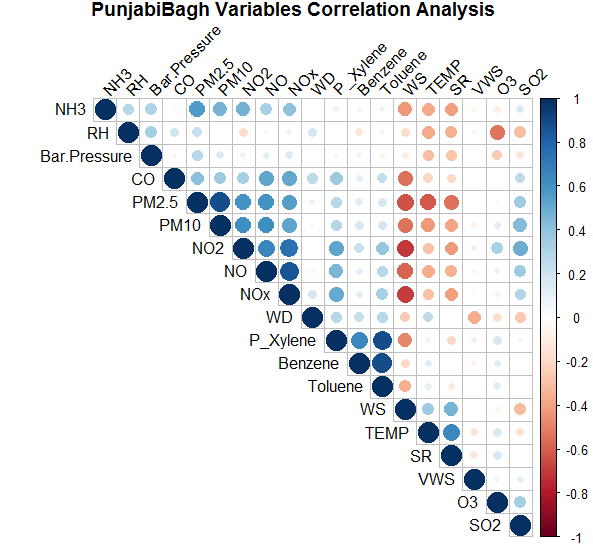 PunjabiBagh Variables Correlation Analysis
NH3
RH
Bar.Pressure
CO
PM2.5
PM10
NO2
NO
NOx
WD
P_Xylene
Benzene
Toluene
WS
TEMP
SR
VWS
O3
SO2
NH3
RH
Bar.Pressure
CO
PM2.5
PM10
NO2
NO
NOx
WD
P_Xylene
Benzene
Toluene
WS
TEMP
SR
VWS
O3
SO2
1
0.8
0.6
0.4
0.2
0
-0.2
-0.4
-0.6
-0.8
-1